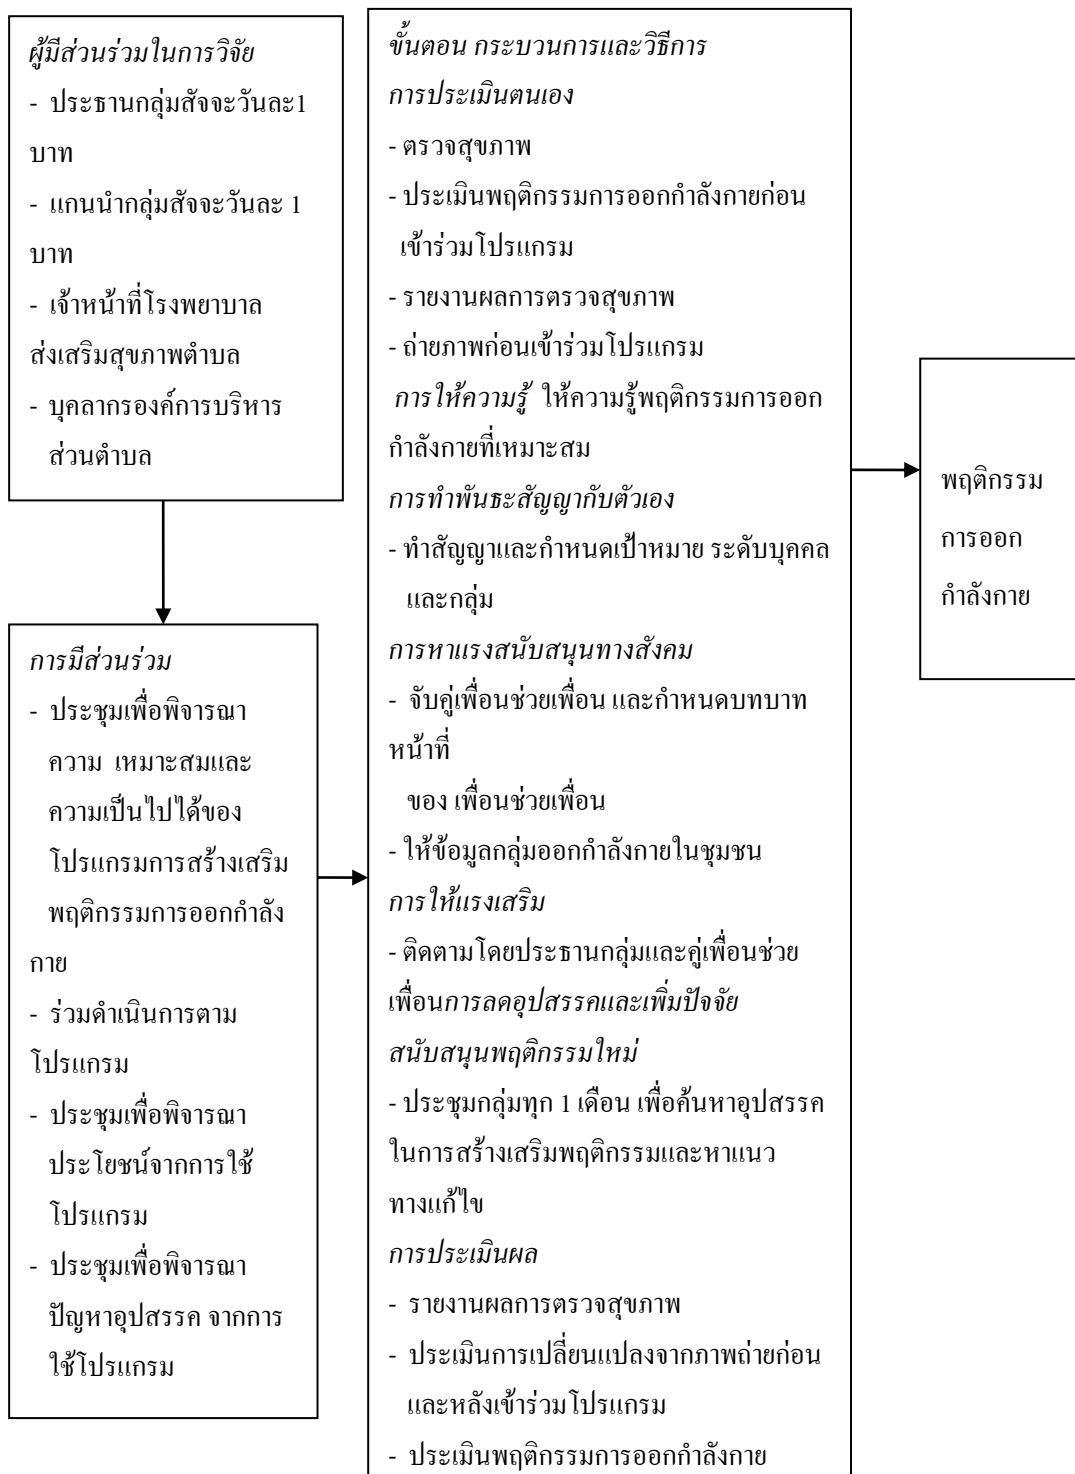 ผู้มีส่วนร่วมในการวิจัย
- ประธานกลุ่มสัจจะวันละ1
บาท
- แกนนำกลุ่มสัจจะวันละ 1
บาท
- เจ้าหน้าที่โรงพยาบาล
ส่งเสริมสุขภาพตำบล
- บุคลากรองค์การบริหาร
ส่วนตำบล
การมีส่วนร่วม
- ประชุมเพื่อพิจารณา
ความ เหมาะสมและ
ความเป็นไปได้ของ
โปรแกรมการสร้างเสริม
พฤติกรรมการออกกำลัง
กาย
- ร่วมดำเนินการตาม
โปรแกรม
- ประชุมเพื่อพิจารณา
ประโยชน์จากการใช้
โปรแกรม
- ประชุมเพื่อพิจารณา
ปัญหาอุปสรรค จากการ
ใช้โปรแกรม
ขั้นตอน กระบวนการและวิธีการ
การประเมินตนเอง
- ตรวจสุขภาพ
- ประเมินพฤติกรรมการออกกำลังกายก่อน
เข้าร่วมโปรแกรม
- รายงานผลการตรวจสุขภาพ
- ถ่ายภาพก่อนเข้าร่วมโปรแกรม
การให้ความรู้ ให้ความรู้พฤติกรรมการออก
กำลังกายที่เหมาะสม
การทำพันธะสัญญากับตัวเอง
- ทำสัญญาและกำหนดเป้าหมาย ระดับบุคคล
และกลุ่ม
การหาแรงสนับสนุนทางสังคม
- จับคู่เพื่อนช่วยเพื่อน และกำหนดบทบาท
หน้าที่
ของ เพื่อนช่วยเพื่อน
- ให้ข้อมูลกลุ่มออกกำลังกายในชุมชน
การให้แรงเสริม
- ติดตามโดยประธานกลุ่มและคู่เพื่อนช่วย
เพื่อนการลดอุปสรรคและเพิ่มปัจจัย
สนับสนุนพฤติกรรมใหม่
- ประชุมกลุ่มทุก 1 เดือน เพื่อค้นหาอุปสรรค
ในการสร้างเสริมพฤติกรรมและหาแนว
ทางแก้ไข
การประเมินผล
- รายงานผลการตรวจสุขภาพ
- ประเมินการเปลี่ยนแปลงจากภาพถ่ายก่อน
และหลังเข้าร่วมโปรแกรม
- ประเมินพฤติกรรมการออกกำลังกาย
พฤติกรรม
การออก
กำลังกาย